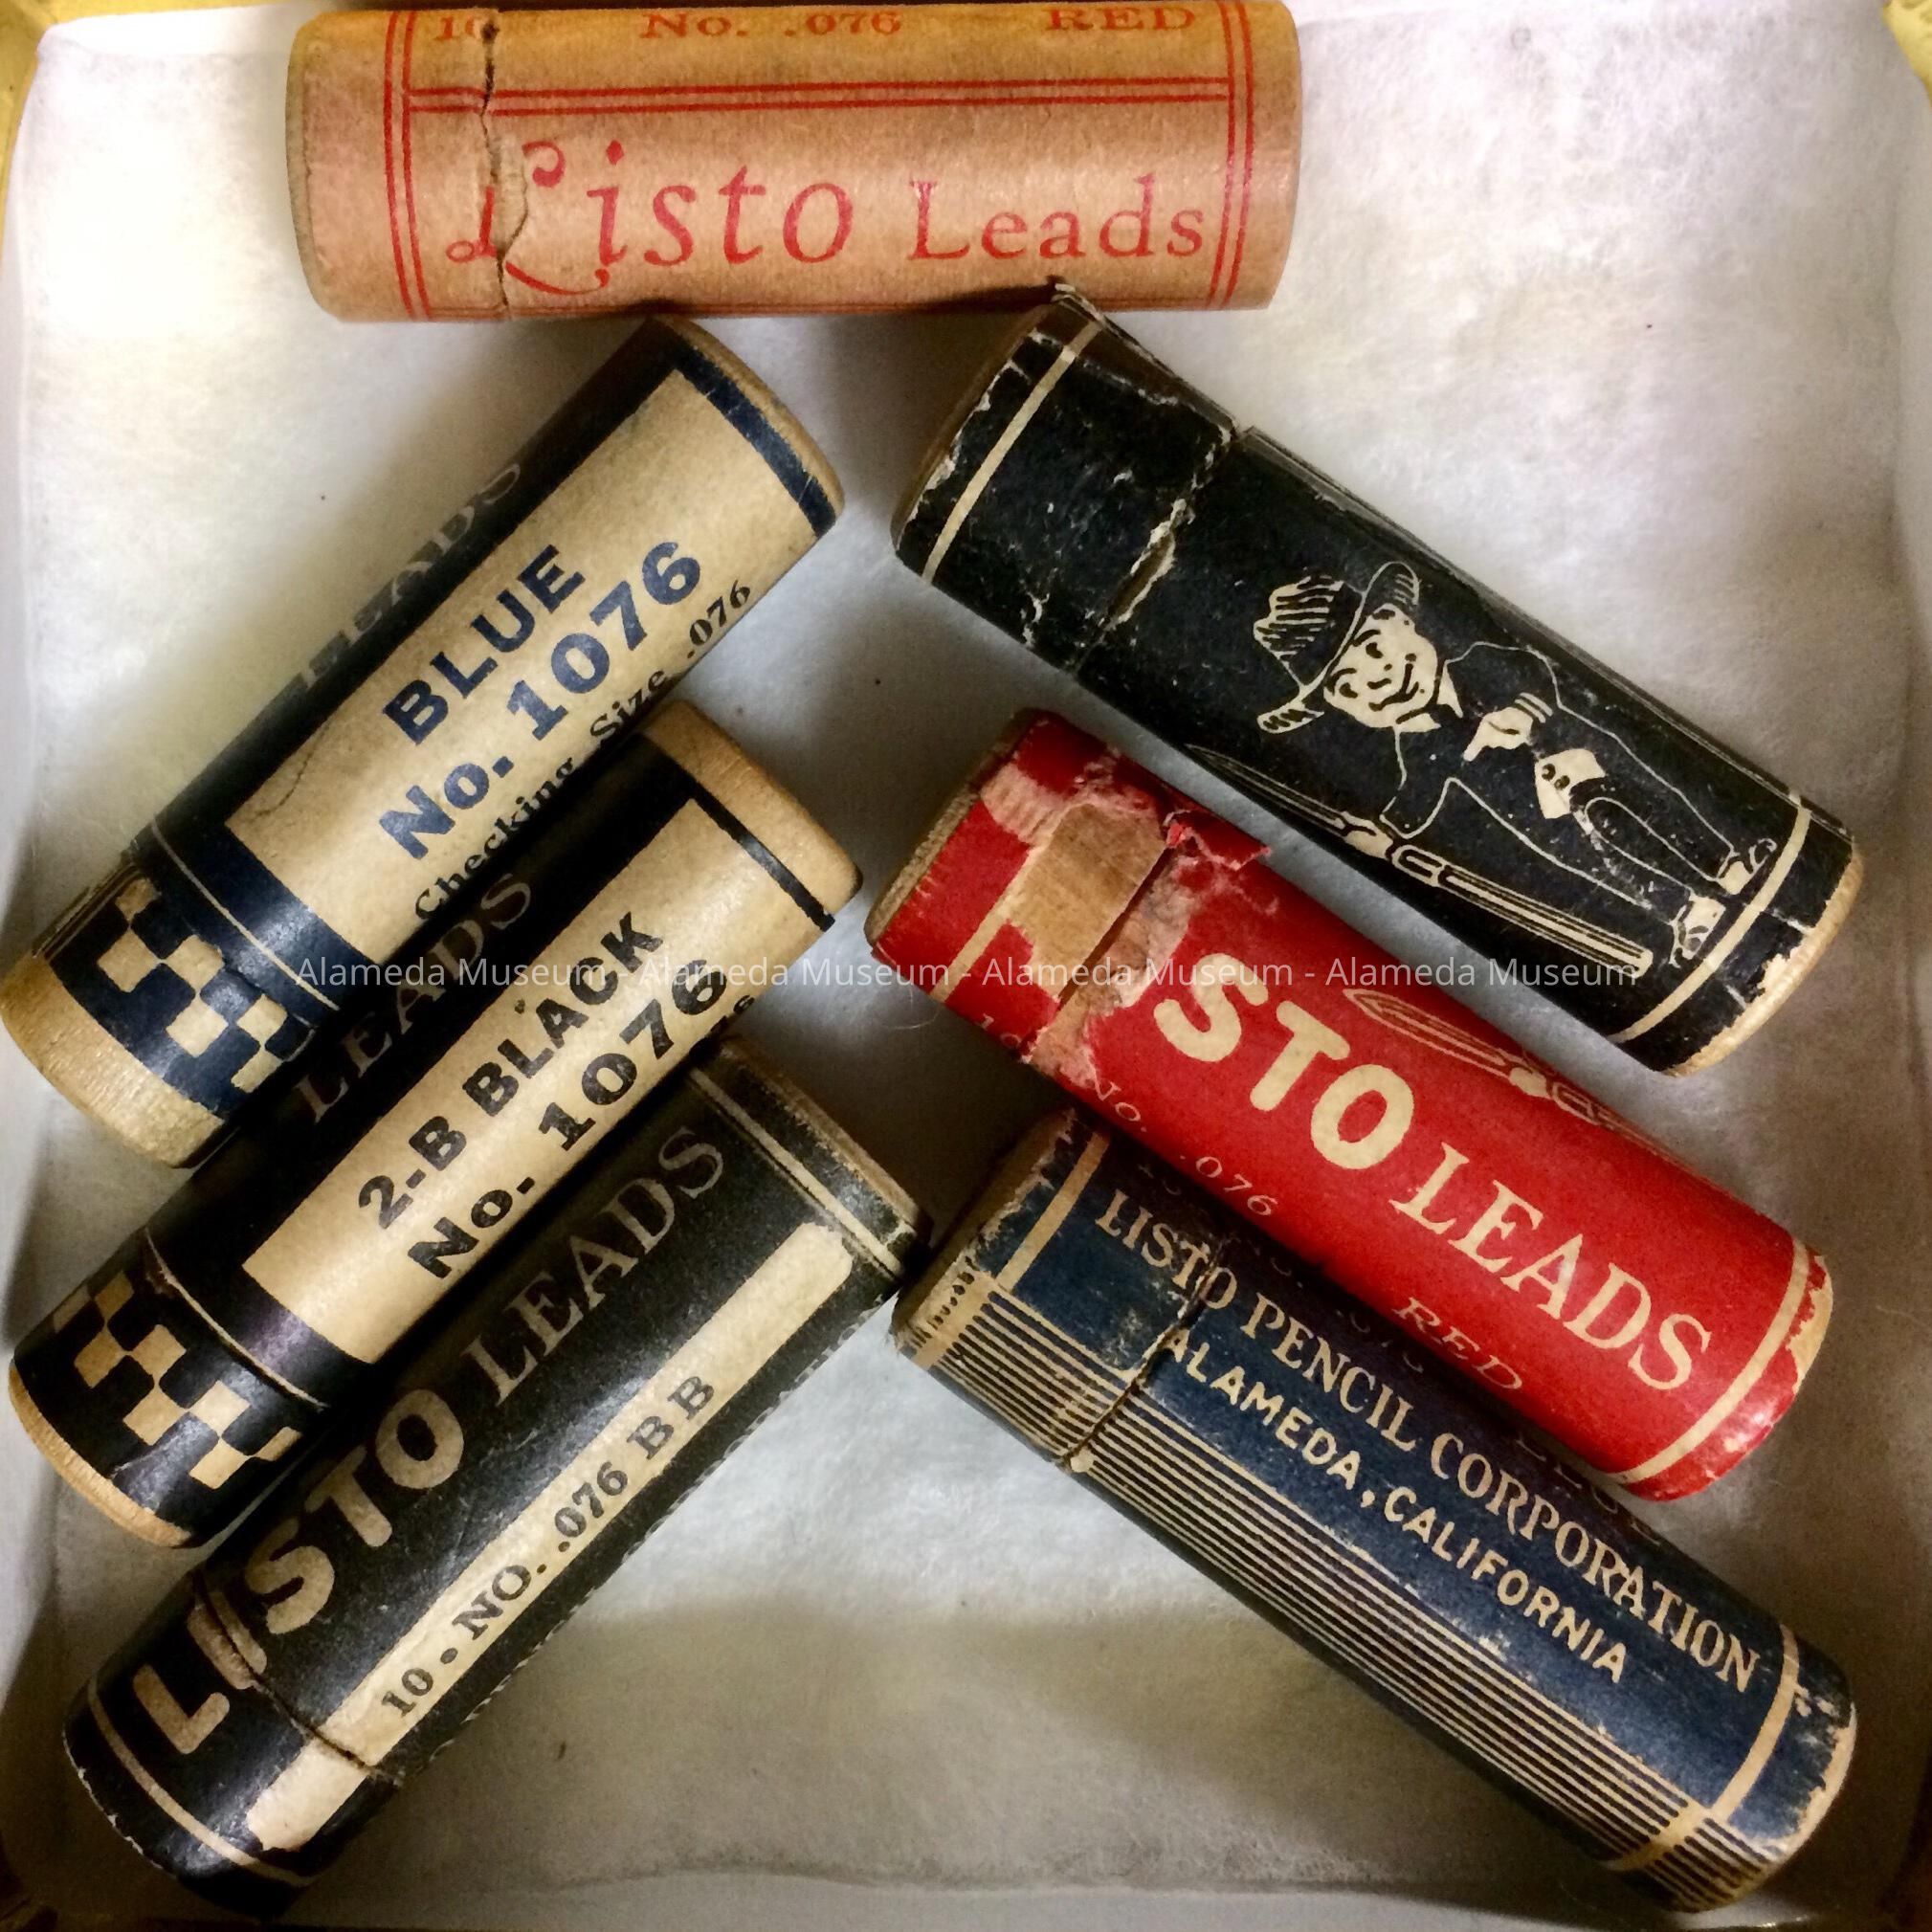 10 No. .076 RED
Listo Leads
LEADS
BLUE
No. 1076
Checking Size .076
LEADS
2-B BLACK
No. 1076
LISTO LEADS
10 - NO. .076 BB
STO LEADS
No. .076 RED
LISTO PENCIL CORPORATION
ALAMEDA, CALIFORNIA
Alameda Museum - Alameda Museum - Alameda Museum - Alameda Museum